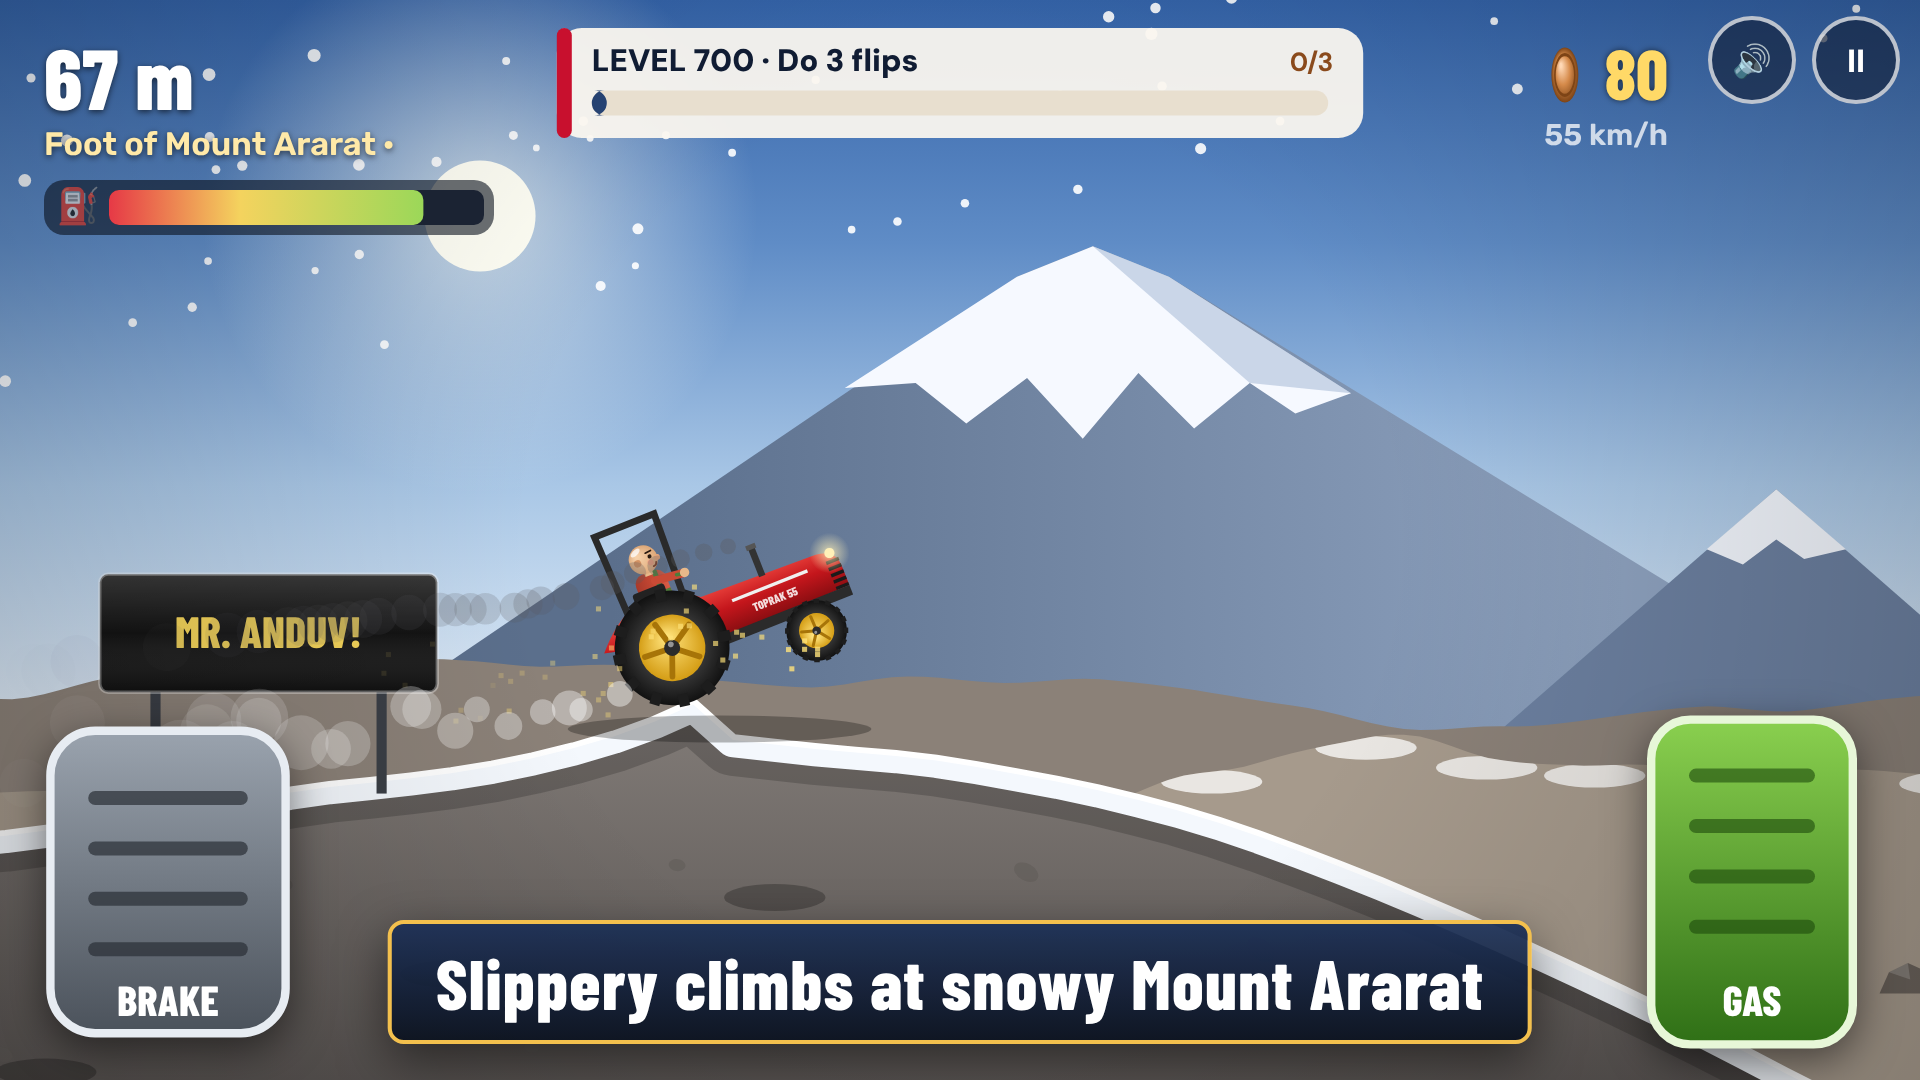 67 m
Foot of Mount Ararat •
LEVEL 700 · Do 3 flips
0/3
80
55 km/h
MR. ANDUV!
TOPRAK 55
BRAKE
Slippery climbs at snowy Mount Ararat
GAS